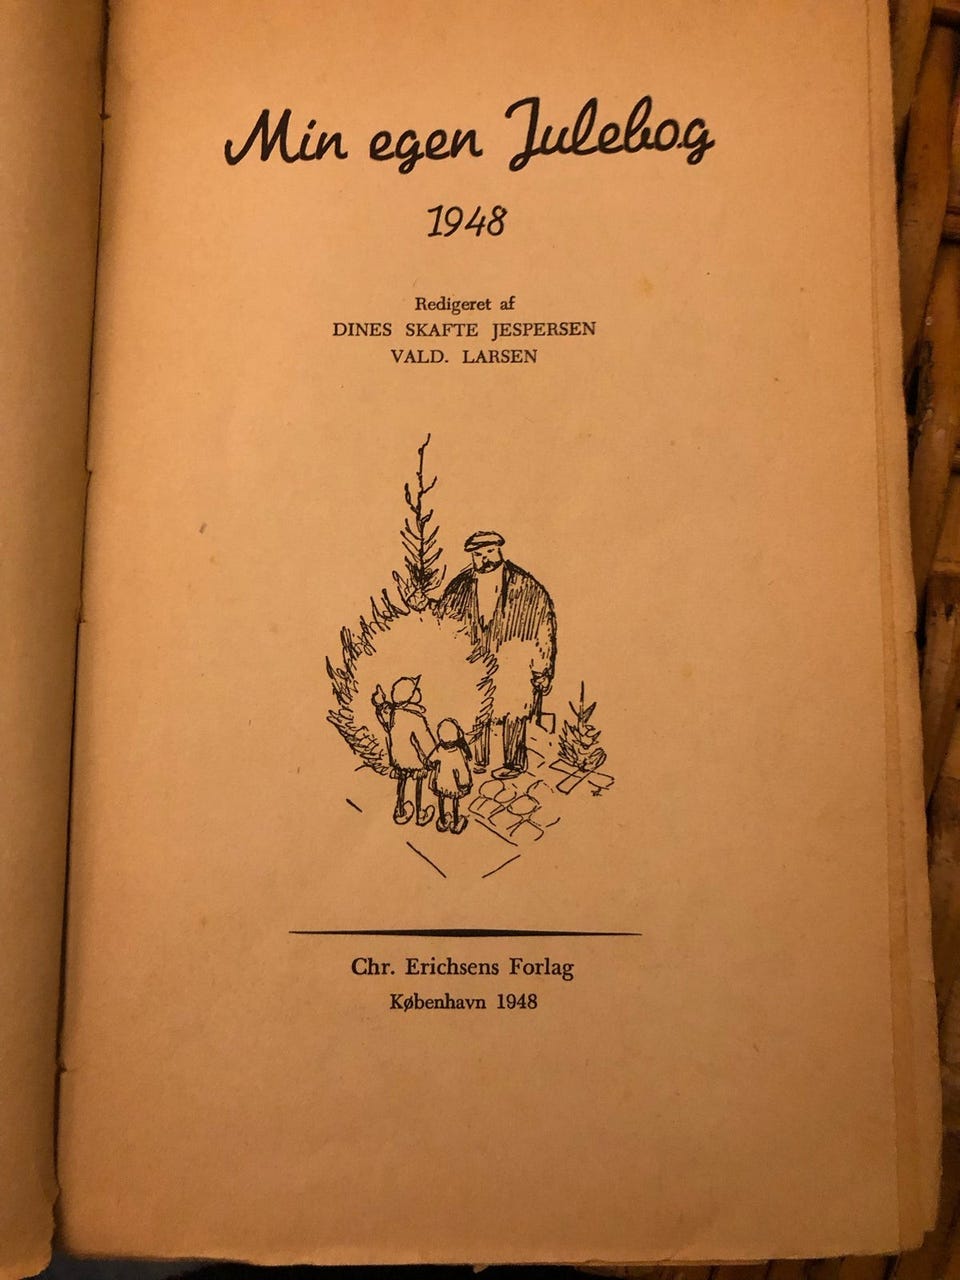 Min egen Julebog
1948
Redigeret af
DINES SKAFTE JESPERSEN
VALD. LARSEN
Chr. Erichsens Forlag
København 1948